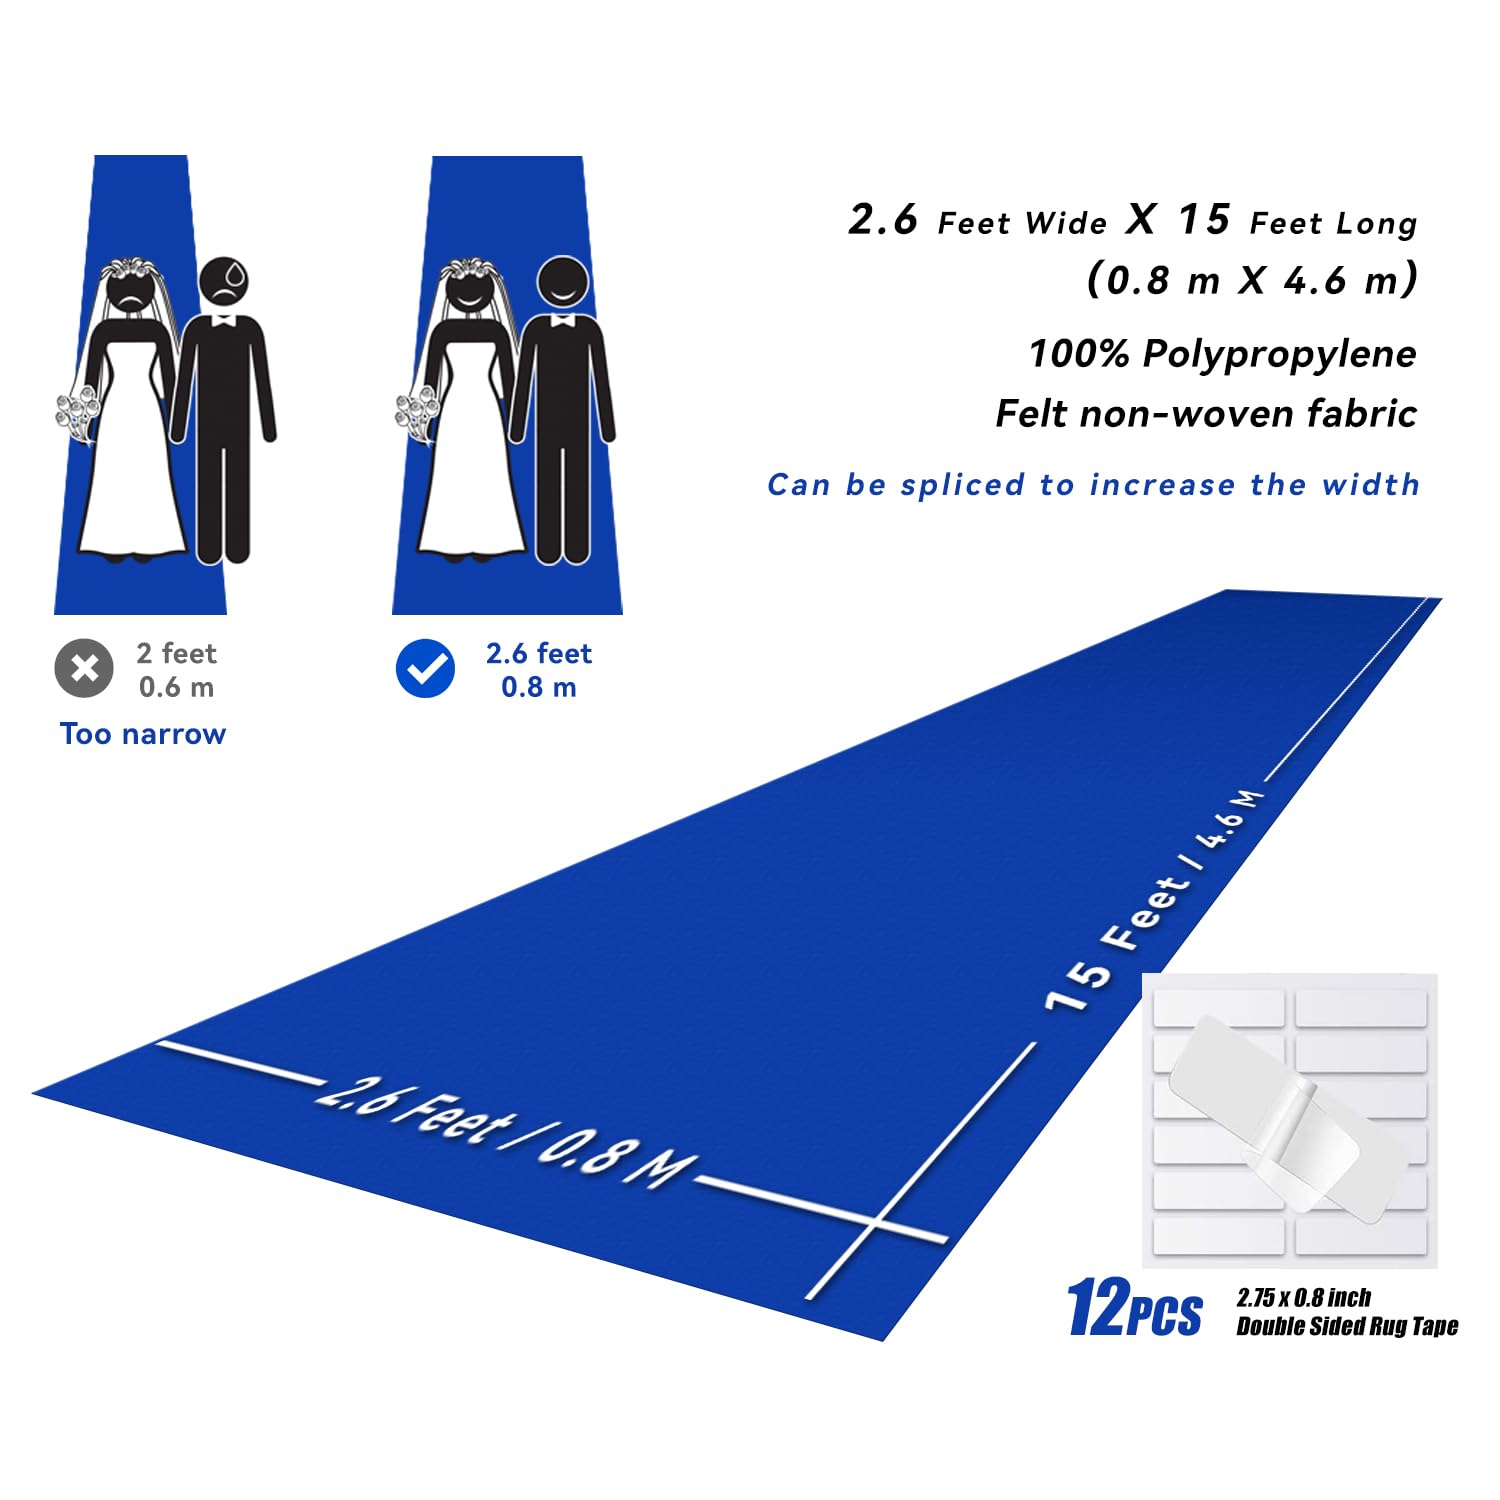 2.6 Feet Wide X 15 Feet Long
(0.8 m X 4.6 m)
100% Polypropylene
Felt non-woven fabric
Can be spliced to increase the width
2 feet
0.6 m
Too narrow
2.6 feet
0.8 m
15 Feet / 4.6 M
2.6 Feet / 0.8 M
12PCS
2.75 x 0.8 inch
Double Sided Rug Tape